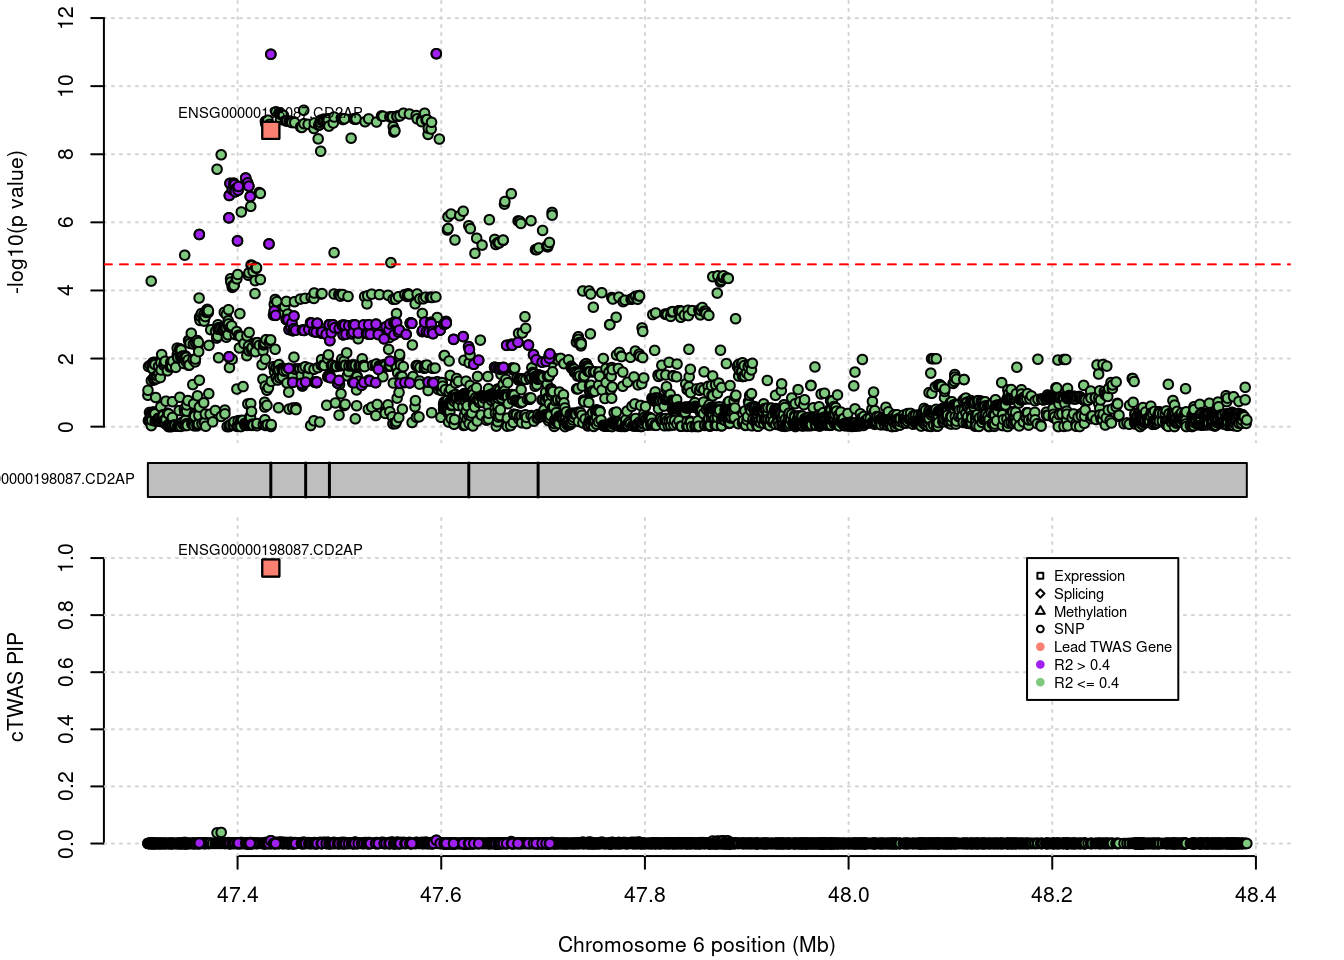 12
10
8
6
4
2
0
-log10(p value)
ENSG00000198087.CD2AP
0000198087.CD2AP
ENSG00000198087.CD2AP
1.0
0.8
0.6
0.4
0.2
0.0
cTWAS PIP
Expression
Splicing
Methylation
SNP
Lead TWAS Gene
R2 > 0.4
R2 <= 0.4
47.4 47.6 47.8 48.0 48.2 48.4
Chromosome 6 position (Mb)